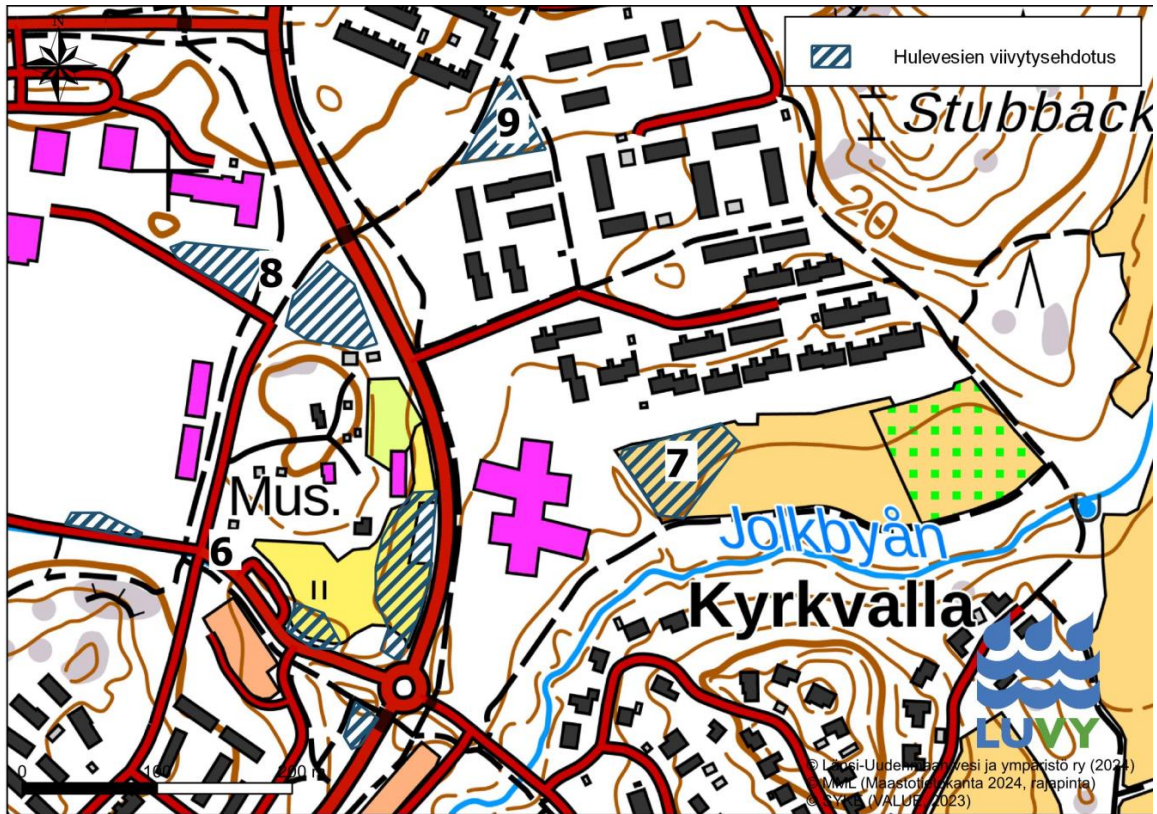 N
Hulevesien viivytysehdotus
Stubback
9
20
8
7
Mus.
Jolkbyån
6
Kyrkvalla
LUVY
0 100 200 m
© Länsi-Uudenmaan vesi ja ympäristö ry (2024)
© MML (Maastotietokanta 2024, rajapinta)
© SYKE (VALUE, 2023)